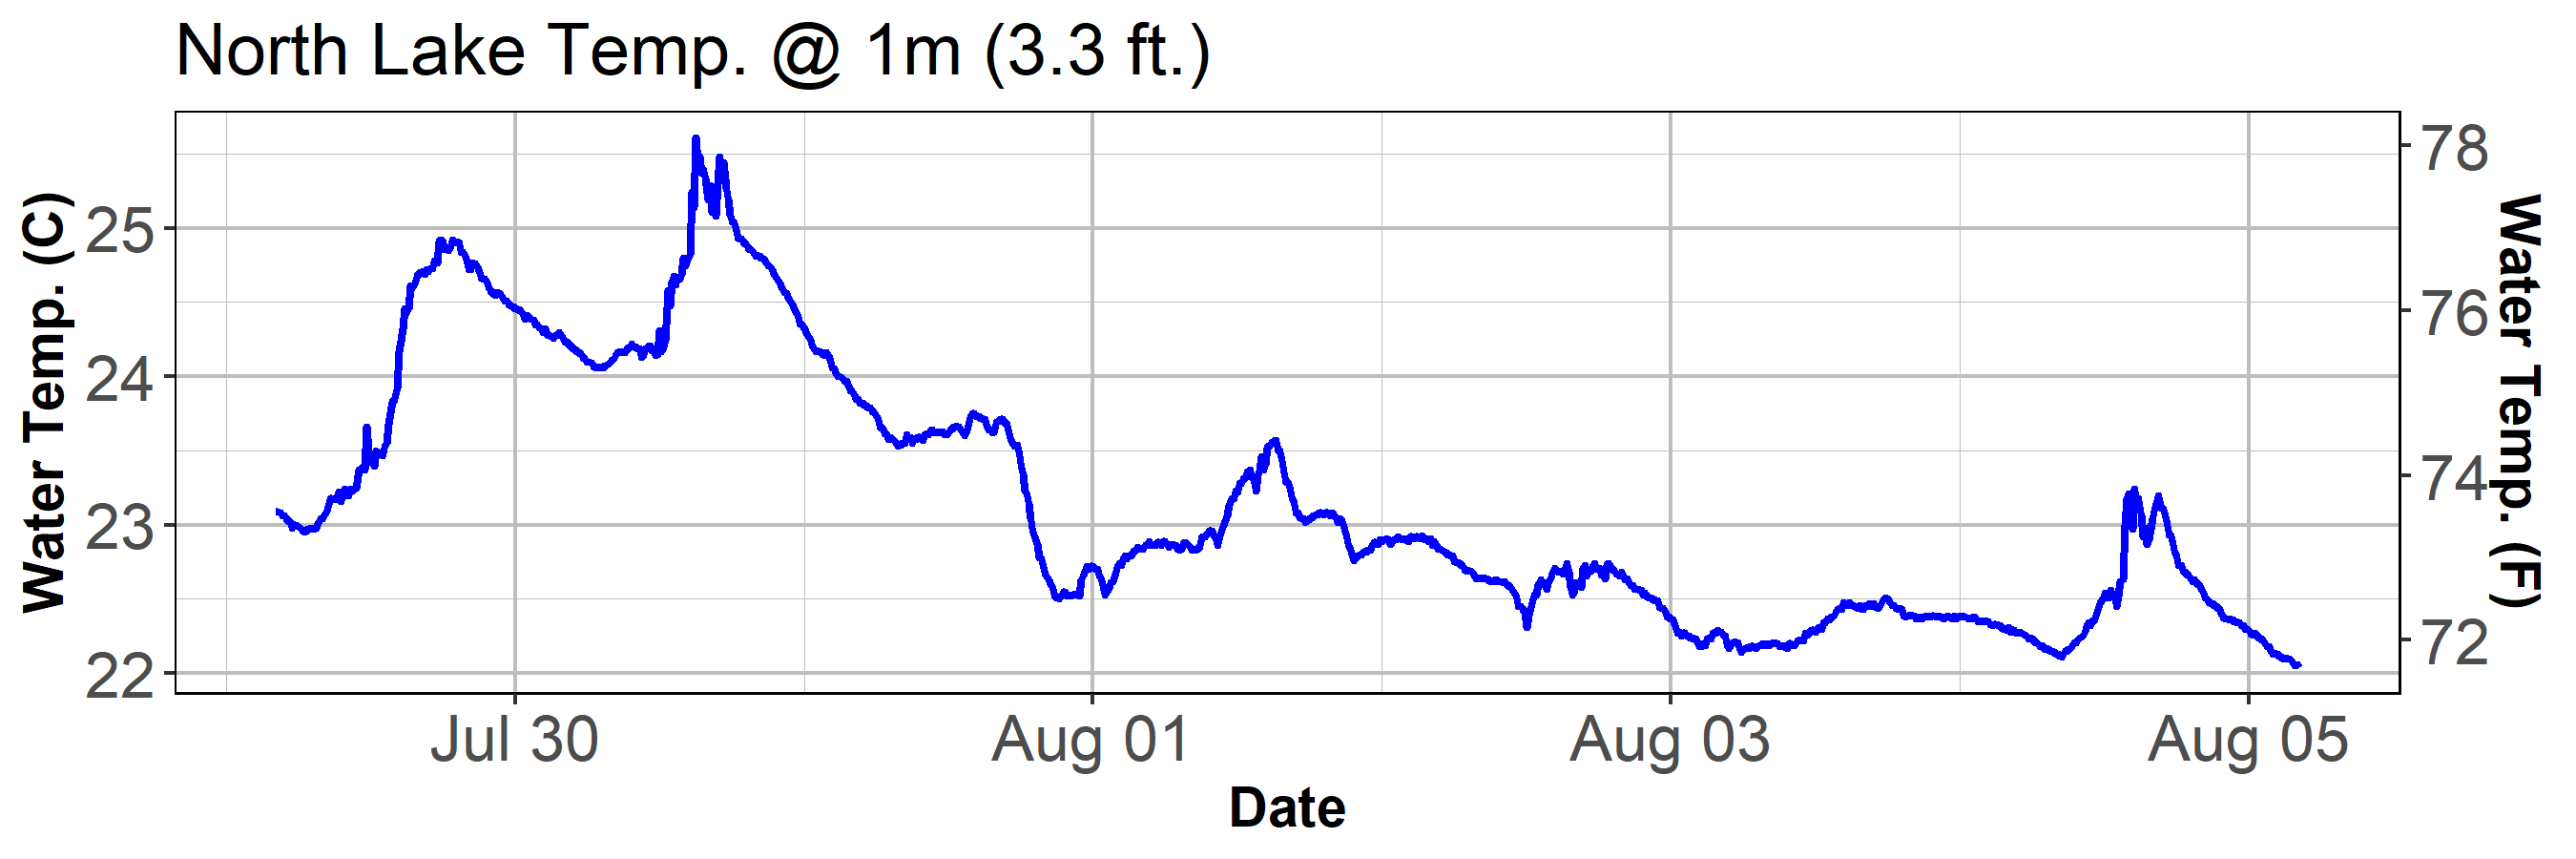 North Lake Temp. @ 1m (3.3 ft.)
Water Temp. (C)
25
24
23
22
78
76
74
72
Water Temp. (F)
Jul 30
Aug 01
Aug 03
Aug 05
Date